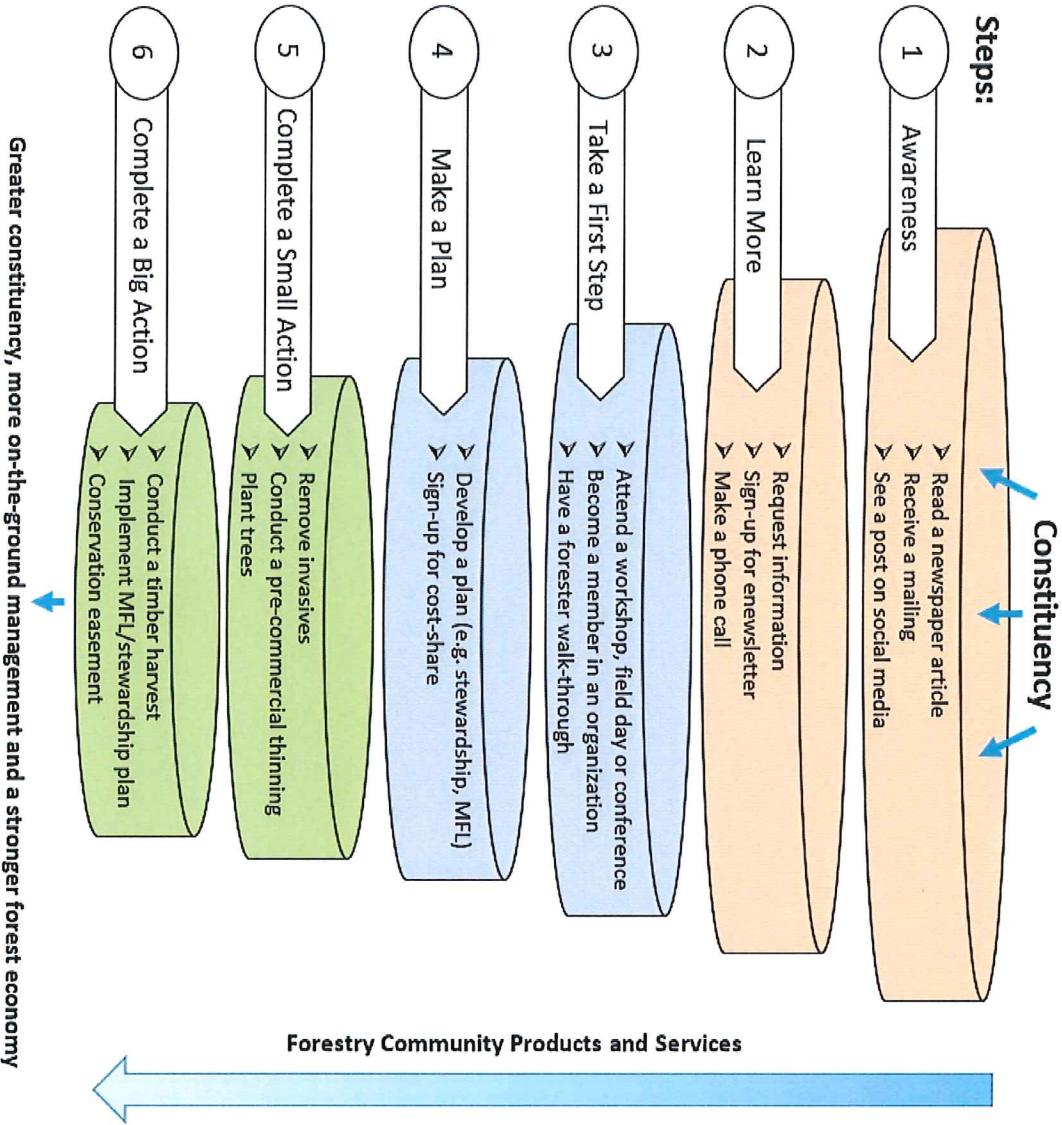 Constituency
Steps:
1
Awareness
➤ Read a newspaper article
➤ Receive a mailing
➤ See a post on social media
2
Learn More
➤ Request information
➤ Sign-up for enewsletter
➤ Make a phone call
3
Take a First Step
➤ Attend a workshop, field day or conference
➤ Become a member in an organization
➤ Have a forester walk-through
4
Make a Plan
➤ Develop a plan (e.g. stewardship, MFL)
➤ Sign-up for cost-share
5
Complete a Small Action
➤ Remove invasives
➤ Conduct a pre-commercial thinning
➤ Plant trees
6
Complete a Big Action
➤ Conduct a timber harvest
➤ Implement MFL/stewardship plan
➤ Conservation easement
Forestry Community Products and Services
Greater constituency, more on-the-ground management and a stronger forest economy